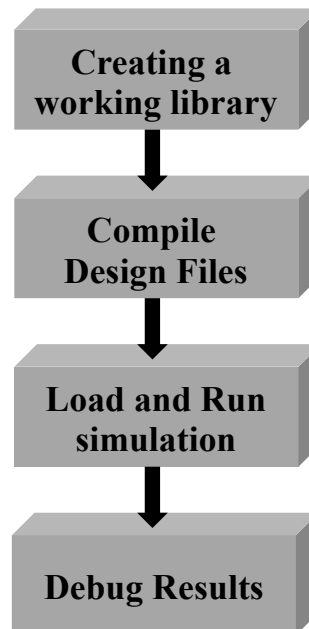 Creating a
working library
Compile
Design Files
Load and Run
simulation
Debug Results